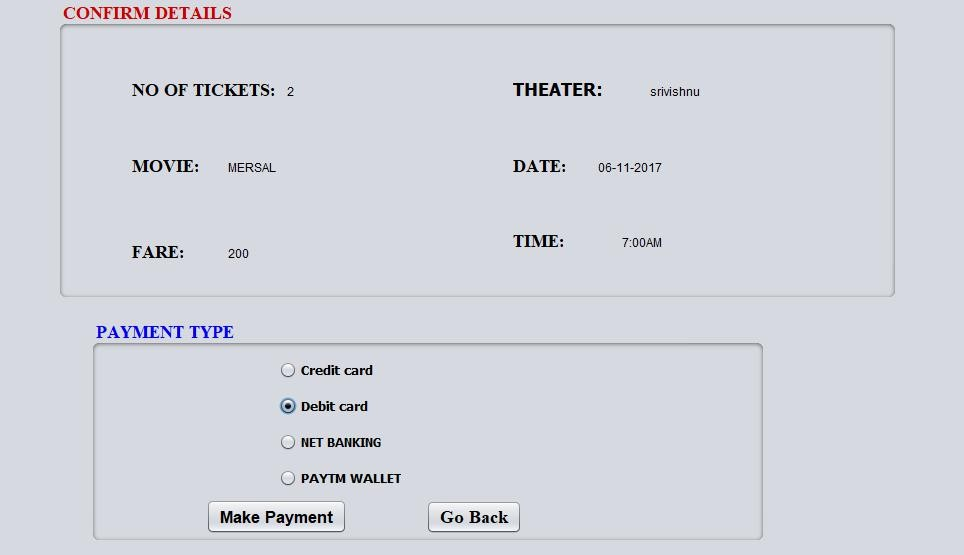 CONFIRM DETAILS
NO OF TICKETS: 2
THEATER: srivishnu
MOVIE: MERSAL
DATE: 06-11-2017
FARE: 200
TIME: 7:00AM
PAYMENT TYPE
Credit card
Debit card
NET BANKING
PAYTM WALLET
Make Payment
Go Back